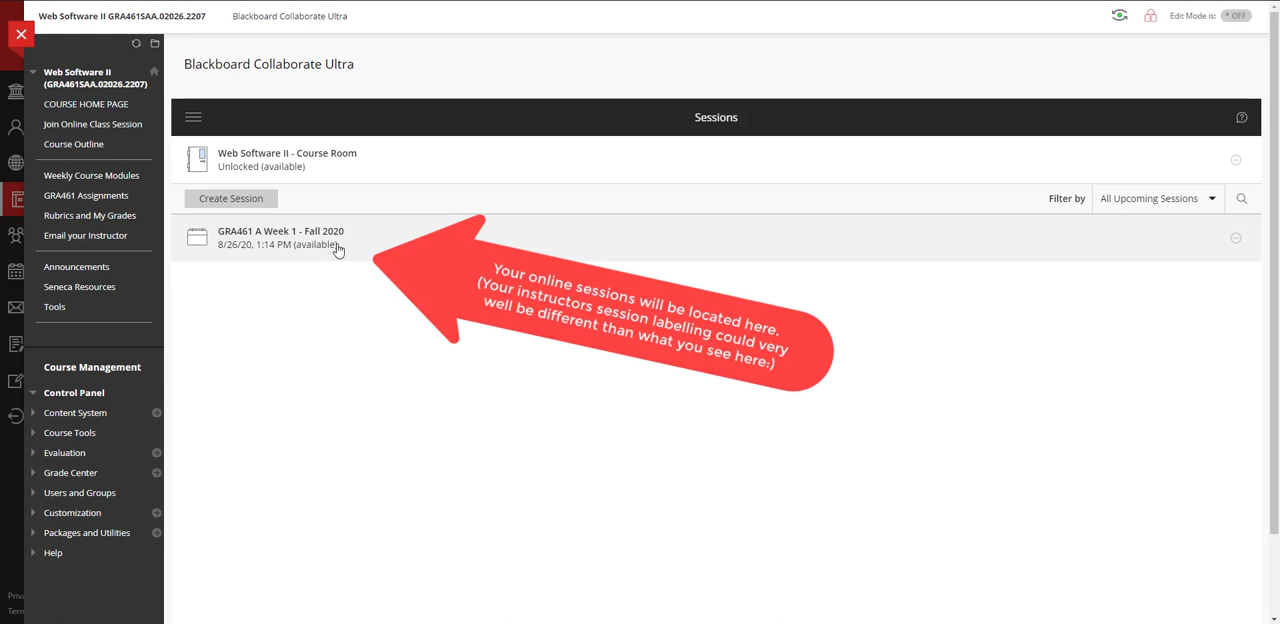 Web Software II GRA461SAA.02026.2207
Blackboard Collaborate Ultra
Edit Mode is:
OFF
Web Software II
(GRA461SAA.02026.2207)
COURSE HOME PAGE
Join Online Class Session
Course Outline
Weekly Course Modules
GRA461 Assignments
Rubrics and My Grades
Email your Instructor
Announcements
Seneca Resources
Tools
Course Management
Control Panel
Content System
Course Tools
Evaluation
Grade Center
Users and Groups
Customization
Packages and Utilities
Help
Priv
Term
Blackboard Collaborate Ultra
Sessions
Web Software II - Course Room
Unlocked (available)
Create Session
Filter by
All Upcoming Sessions
GRA461 A Week 1 - Fall 2020
8/26/20, 1:14 PM (available)
Your online sessions will be located here.
(Your instructors session labelling could very
well be different than what you see here:)